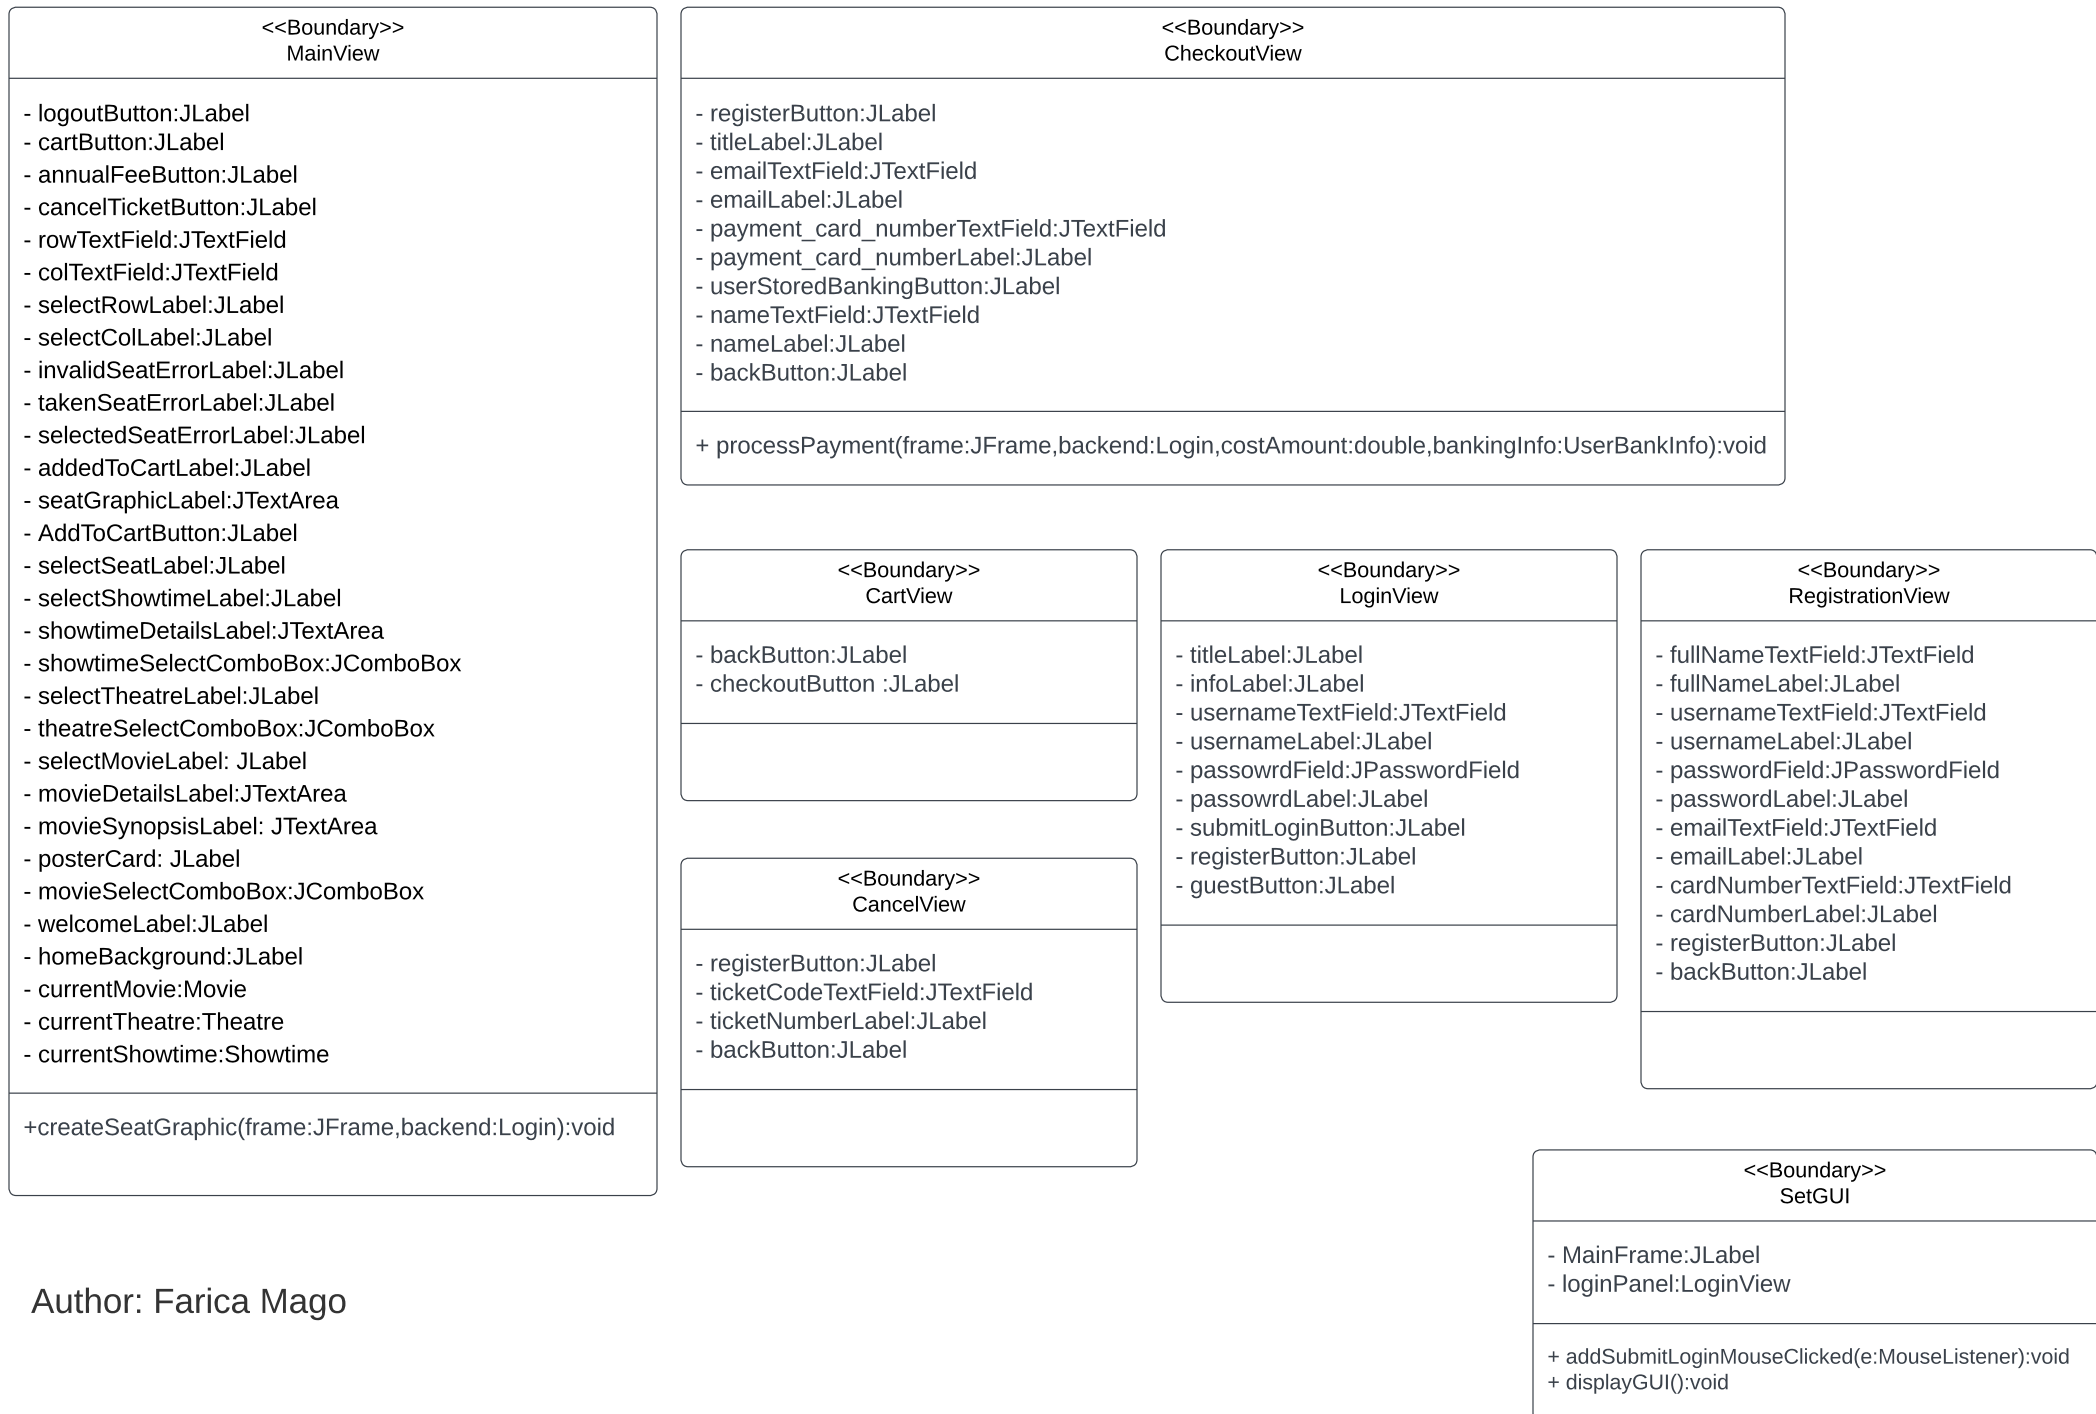 <<Boundary>>
MainView
- logoutButton:JLabel
- cartButton:JLabel
- annualFeeButton:JLabel
- cancelTicketButton:JLabel
- rowTextField:JTextField
- colTextField:JTextField
- selectRowLabel:JLabel
- selectColLabel:JLabel
- invalidSeatErrorLabel:JLabel
- takenSeatErrorLabel:JLabel
- selectedSeatErrorLabel:JLabel
- addedToCartLabel:JLabel
- seatGraphicLabel:JTextArea
- AddToCartButton:JLabel
- selectSeatLabel:JLabel
- selectShowtimeLabel:JLabel
- showtimeDetailsLabel:JTextArea
- showtimeSelectComboBox:JComboBox
- selectTheatreLabel:JLabel
- theatreSelectComboBox:JComboBox
- selectMovieLabel: JLabel
- movieDetailsLabel:JTextArea
- movieSynopsisLabel: JTextArea
- posterCard: JLabel
- movieSelectComboBox:JComboBox
- welcomeLabel:JLabel
- homeBackground:JLabel
- currentMovie:Movie
- currentTheatre:Theatre
- currentShowtime:Showtime
+createSeatGraphic(frame:JFrame,backend:Login):void
<<Boundary>>
CheckoutView
- registerButton:JLabel
- titleLabel:JLabel
- emailTextField:JTextField
- emailLabel:JLabel
- payment_card_numberTextField:JTextField
- payment_card_numberLabel:JLabel
- userStoredBankingButton:JLabel
- nameTextField:JTextField
- nameLabel:JLabel
- backButton:JLabel
+ processPayment(frame:JFrame,backend:Login,costAmount:double,bankingInfo:UserBankInfo):void
<<Boundary>>
CartView
- backButton:JLabel
- checkoutButton :JLabel
<<Boundary>>
LoginView
- titleLabel:JLabel
- infoLabel:JLabel
- usernameTextField:JTextField
- usernameLabel:JLabel
- passowrdField:JPasswordField
- passowrdLabel:JLabel
- submitLoginButton:JLabel
- registerButton:JLabel
- guestButton:JLabel
<<Boundary>>
RegistrationView
- fullNameTextField:JTextField
- fullNameLabel:JLabel
- usernameTextField:JTextField
- usernameLabel:JLabel
- passwordField:JPasswordField
- passwordLabel:JLabel
- emailTextField:JTextField
- emailLabel:JLabel
- cardNumberTextField:JTextField
- cardNumberLabel:JLabel
- registerButton:JLabel
- backButton:JLabel
<<Boundary>>
CancelView
- registerButton:JLabel
- ticketCodeTextField:JTextField
- ticketNumberLabel:JLabel
- backButton:JLabel
<<Boundary>>
SetGUI
- MainFrame:JLabel
- loginPanel:LoginView
+ addSubmitLoginMouseClicked(e:MouseListener):void
+ displayGUI():void
Author: Farica Mago